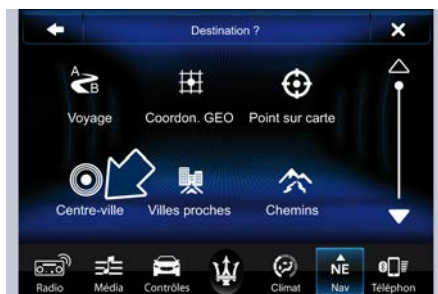 Destination ?
A
B
Voyage Coordon. GEO Point sur carte
Centre-ville Villes proches Chemins
NE
Radio Média Contrôles Climat Nav Téléphon